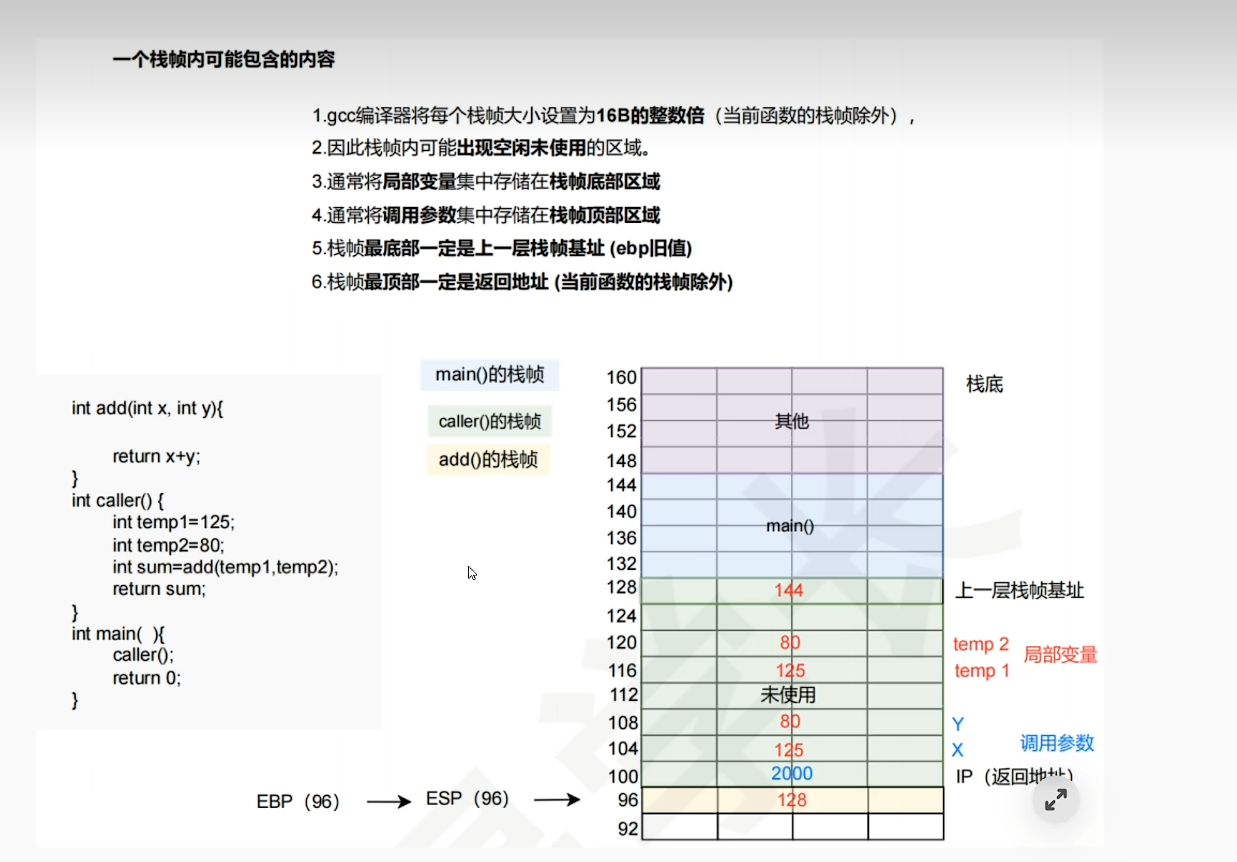 一个栈帧内可能包含的内容
1.gcc编译器将每个栈帧大小设置为16B的整数倍（当前函数的栈帧除外），
2.因此栈帧内可能出现空闲未使用的区域。
3.通常将局部变量集中存储在栈帧底部区域
4.通常将调用参数集中存储在栈帧顶部区域
5.栈帧最底部一定是上一层栈帧基址 (ebp旧值)
6.栈帧最顶部一定是返回地址 (当前函数的栈帧除外)
int add(int x, int y){
return x+y;
}
int caller() {
int temp1=125;
int temp2=80;
int sum=add(temp1,temp2);
return sum;
}
int main( ){
caller();
return 0;
}
main()的栈帧
caller()的栈帧
add()的栈帧
160 栈底
156 其他
152
148
144
140 main()
136
132
128 144 上一层栈帧基址
124
120 80 temp 2 局部变量
116 125 temp 1
112 未使用
108 80 Y 调用参数
104 125 X
100 2000 IP（返回地址）
EBP（96） ESP（96） 96 128
92